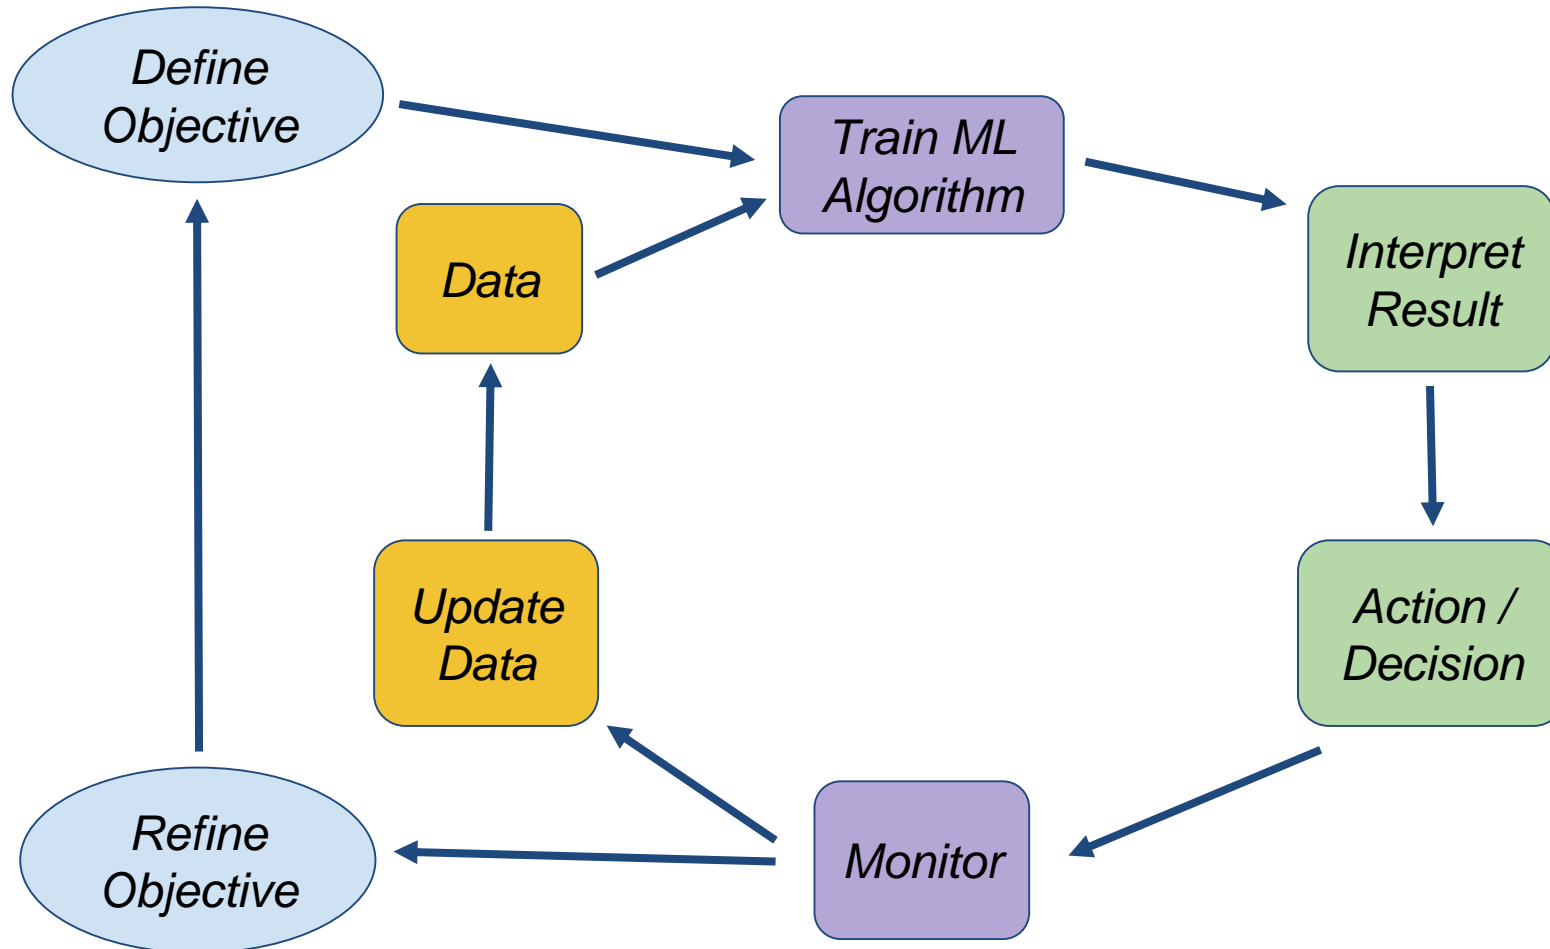 Define
Objective
Train ML
Algorithm
Interpret
Result
Data
Update
Data
Action /
Decision
Refine
Objective
Monitor